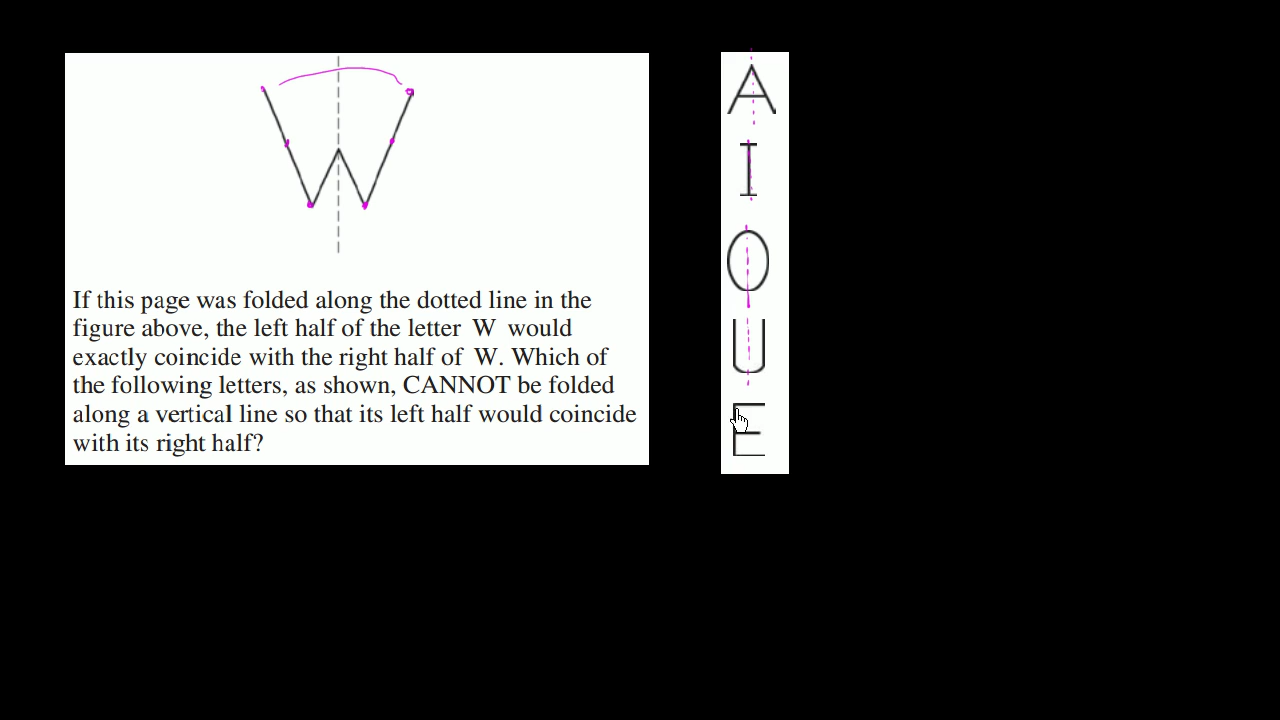 W
If this page was folded along the dotted line in the
figure above, the left half of the letter W would
exactly coincide with the right half of W. Which of
the following letters, as shown, CANNOT be folded
along a vertical line so that its left half would coincide
with its right half?
A
I
O
U
E